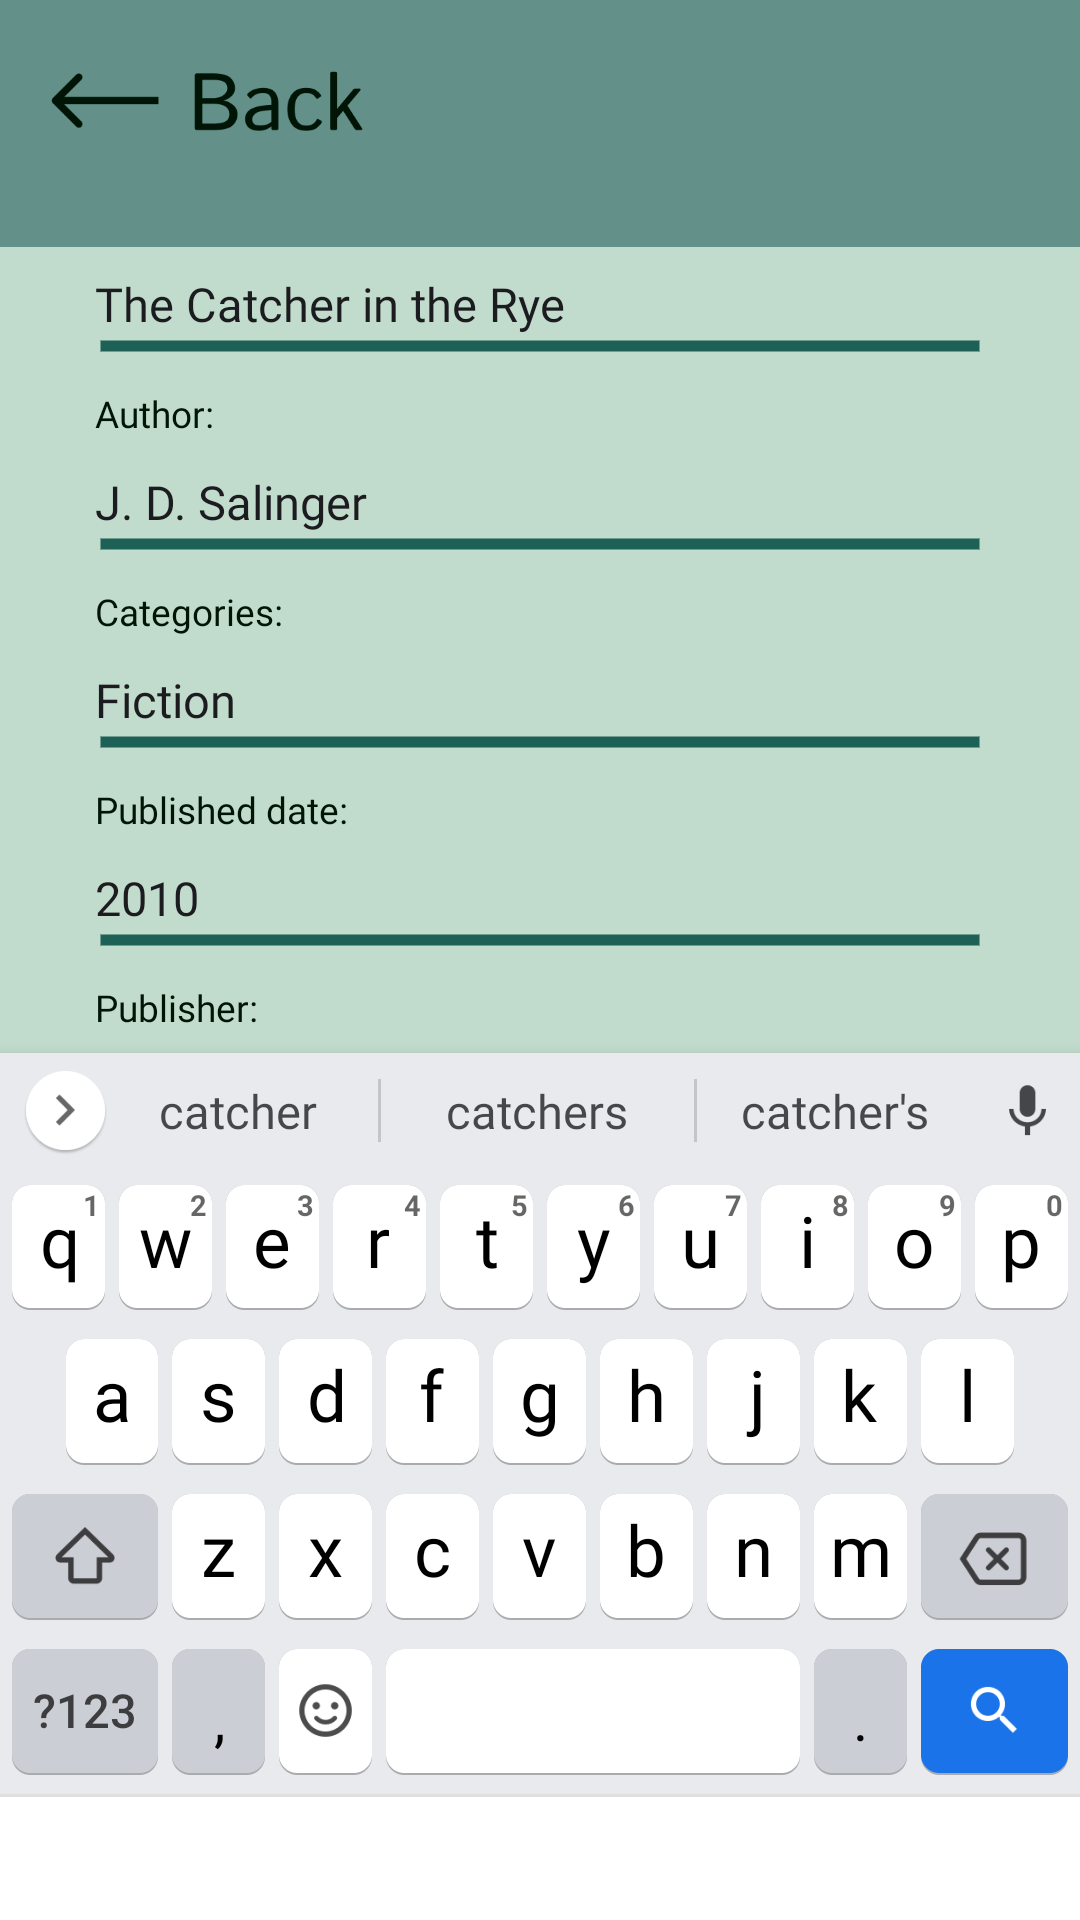 Back
The Catcher in the Rye
Author:
J. D. Salinger
Categories:
Fiction
Published date:
2010
Publisher:
catcher catchers catcher's
q 1 w 2 e 3 r 4 t 5 y 6 u 7 i 8 o 9 p 0
a s d f g h j k l
z x c v b n m
?123 , .